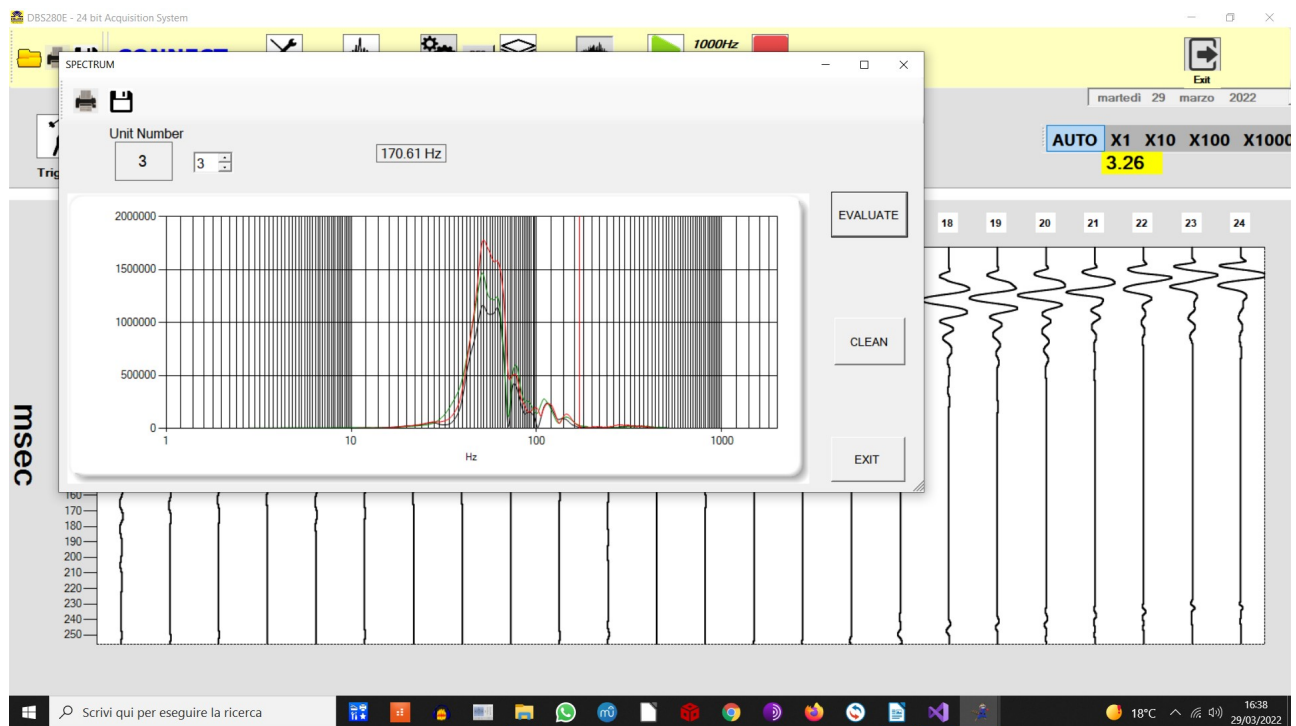 DBS280E - 24 bit Acquisition System
1000Hz
Exit
martedì 29 marzo 2022
SPECTRUM
Unit Number
3
3
170.61 Hz
AUTO X1 X10 X100 X1000
3.26
EVALUATE
CLEAN
EXIT
2000000
1500000
1000000
500000
0
1 10 100 1000
Hz
18 19 20 21 22 23 24
msec
160
170
180
190
200
210
220
230
240
250
Scrivi qui per eseguire la ricerca
18°C
16:38
29/03/2022